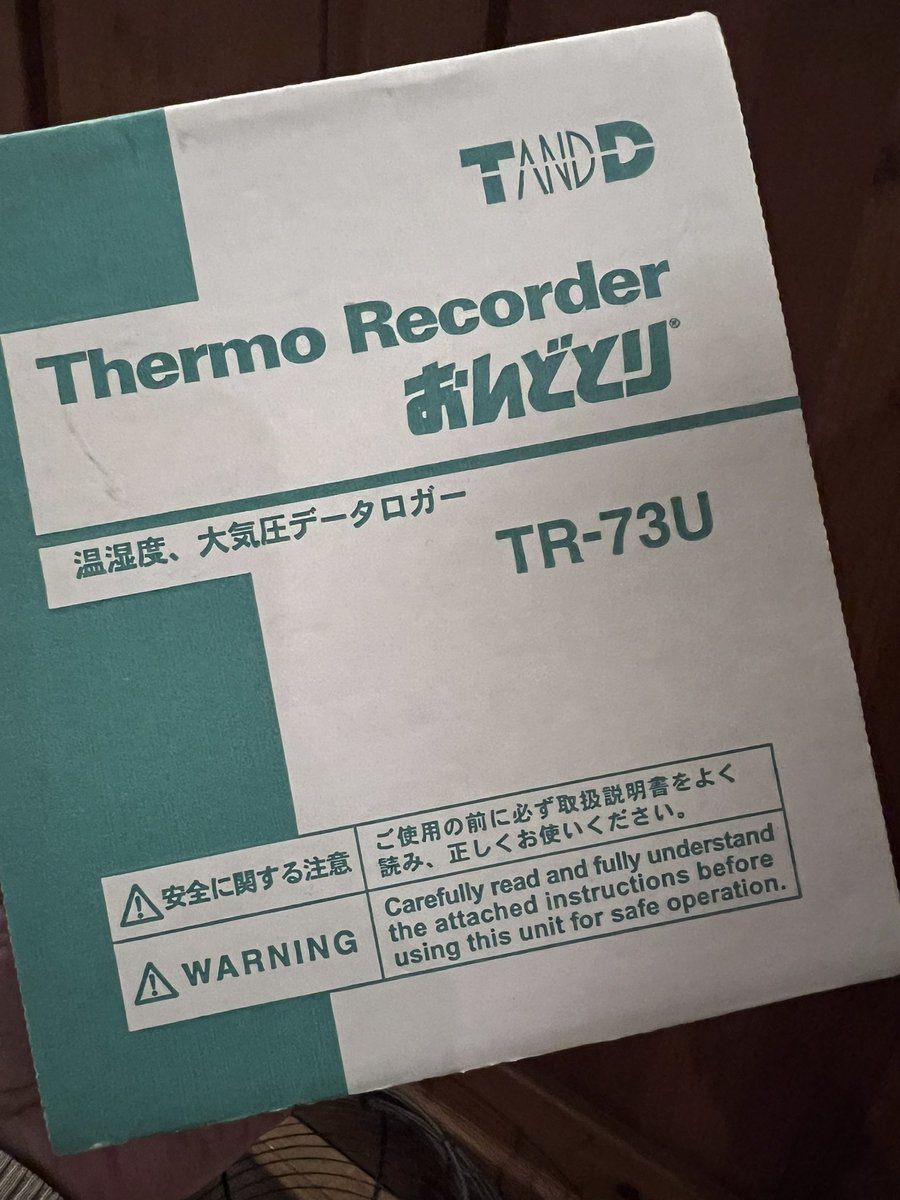 TANDD
Thermo Recorder
おんどとり®
温湿度、大気圧データロガー
TR-73U
⚠安全に関する注意
ご使用の前に必ず取扱説明書をよく
読み、正しくお使いください。
⚠WARNING
Carefully read and fully understand
the attached instructions before
using this unit for safe operation.